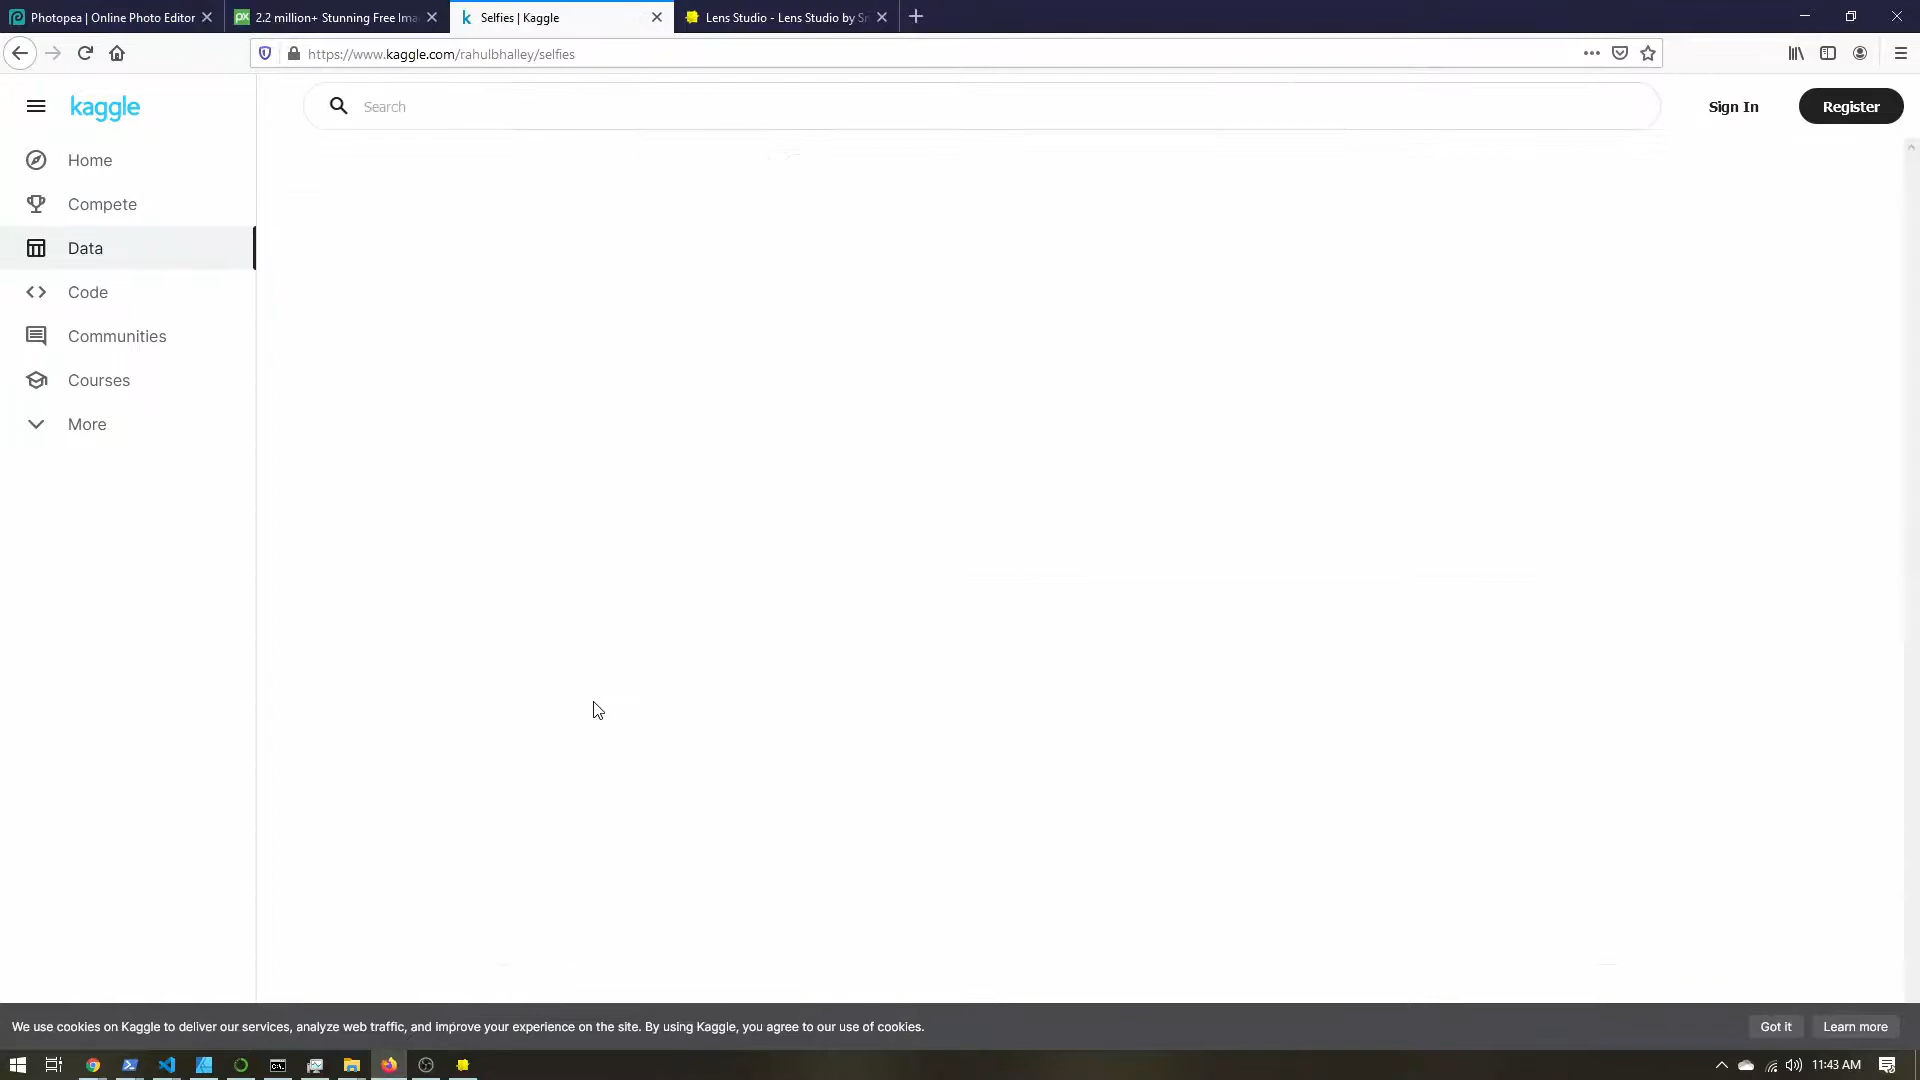 Photopea | Online Photo Editor
2.2 million+ Stunning Free Ima
Selfies | Kaggle
Lens Studio - Lens Studio by Sn
https://www.kaggle.com/rahulbhalley/selfies
kaggle
Search
Sign In
Register
Home
Compete
Data
Code
Communities
Courses
More
We use cookies on Kaggle to deliver our services, analyze web traffic, and improve your experience on the site. By using Kaggle, you agree to our use of cookies.
Got it
Learn more
11:43 AM